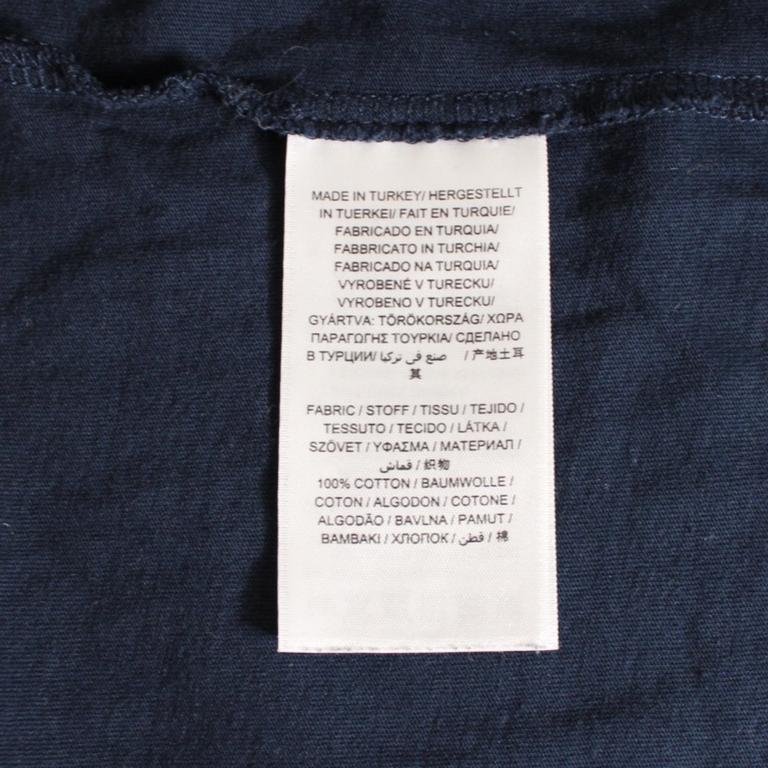 MADE IN TURKEY/ HERGESTELLT
IN TUERKEI/ FAIT EN TURQUIE/
FABRICADO EN TURQUIA/
FABBRICATO IN TURCHIA/
FABRICADO NA TURQUIA/
VYROBENÉ V TURECKU/
VYROBENO V TURECKU/
GYÁRTVA: TÖRÖKORSZÁG/ ΧΩΡΑ
ΠΑΡΑΓΩΓΗΣ ΤΟΥΡΚΙΑ/ СДЕЛАНО
В ТУРЦИИ/ صنع في تركيا / 产地土耳
其
FABRIC / STOFF / TISSU / TEJIDO /
TESSUTO / TECIDO / LÁTKA /
SZÖVET / ΥΦΑΣΜΑ / МАТЕРИАЛ /
قماش / 织物
100% COTTON / BAUMWOLLE /
COTON / ALGODON / COTONE /
ALGODÃO / BAVLNA / PAMUT /
BAMBAKI / ХЛОПОК / قطن / 棉